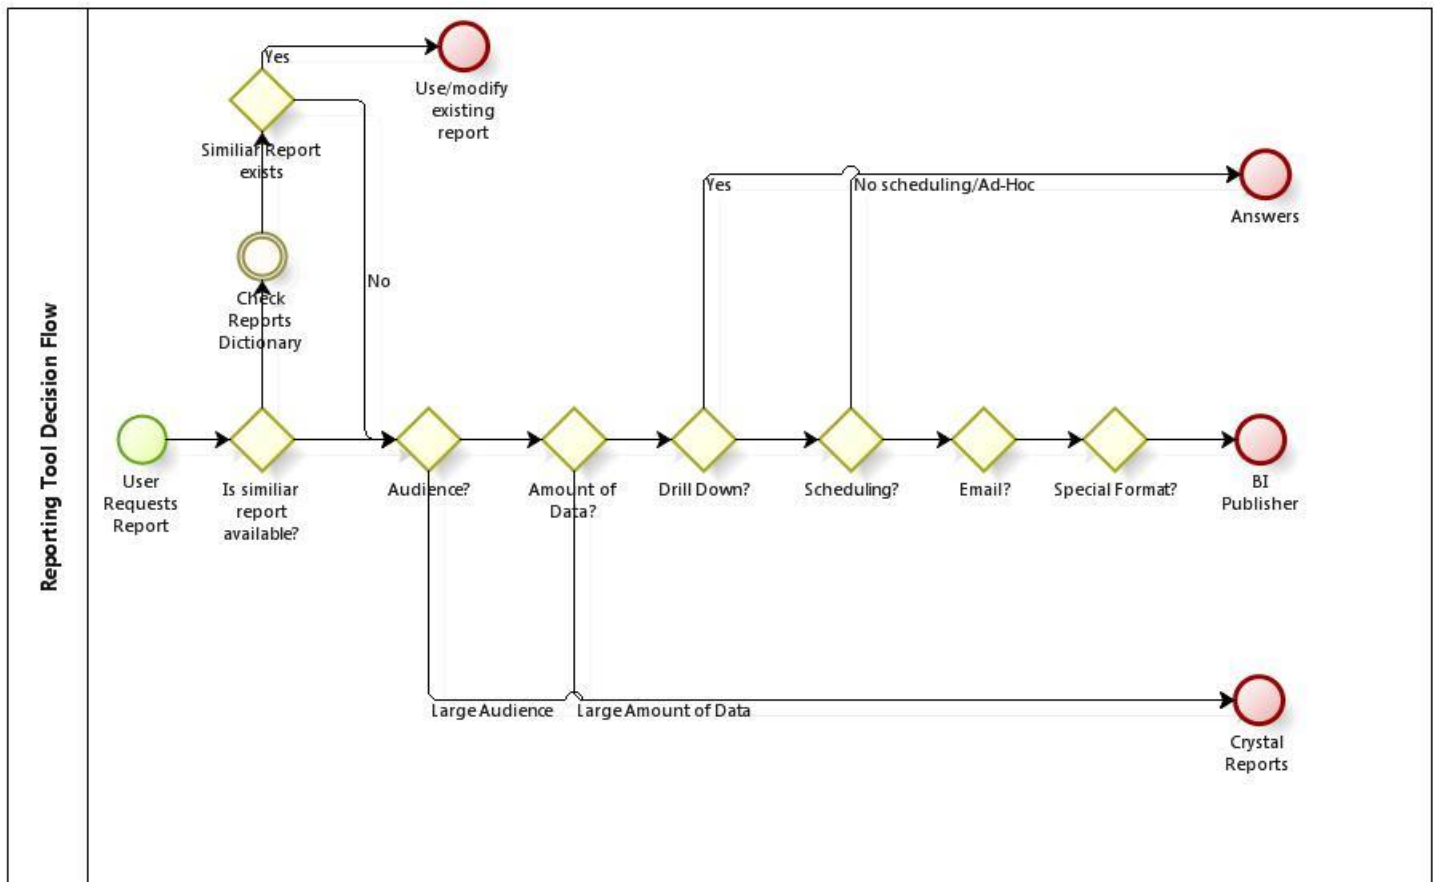 Reporting Tool Decision Flow
Yes
Use/modify
existing
report
Similiar Report
exists
Yes
No scheduling/Ad-Hoc
Answers
No
Check
Reports
Dictionary
User
Requests
Report
Is similiar
report
available?
Audience?
Amount of
Data?
Drill Down?
Scheduling?
Email?
Special Format?
BI
Publisher
Large Audience
Large Amount of Data
Crystal
Reports